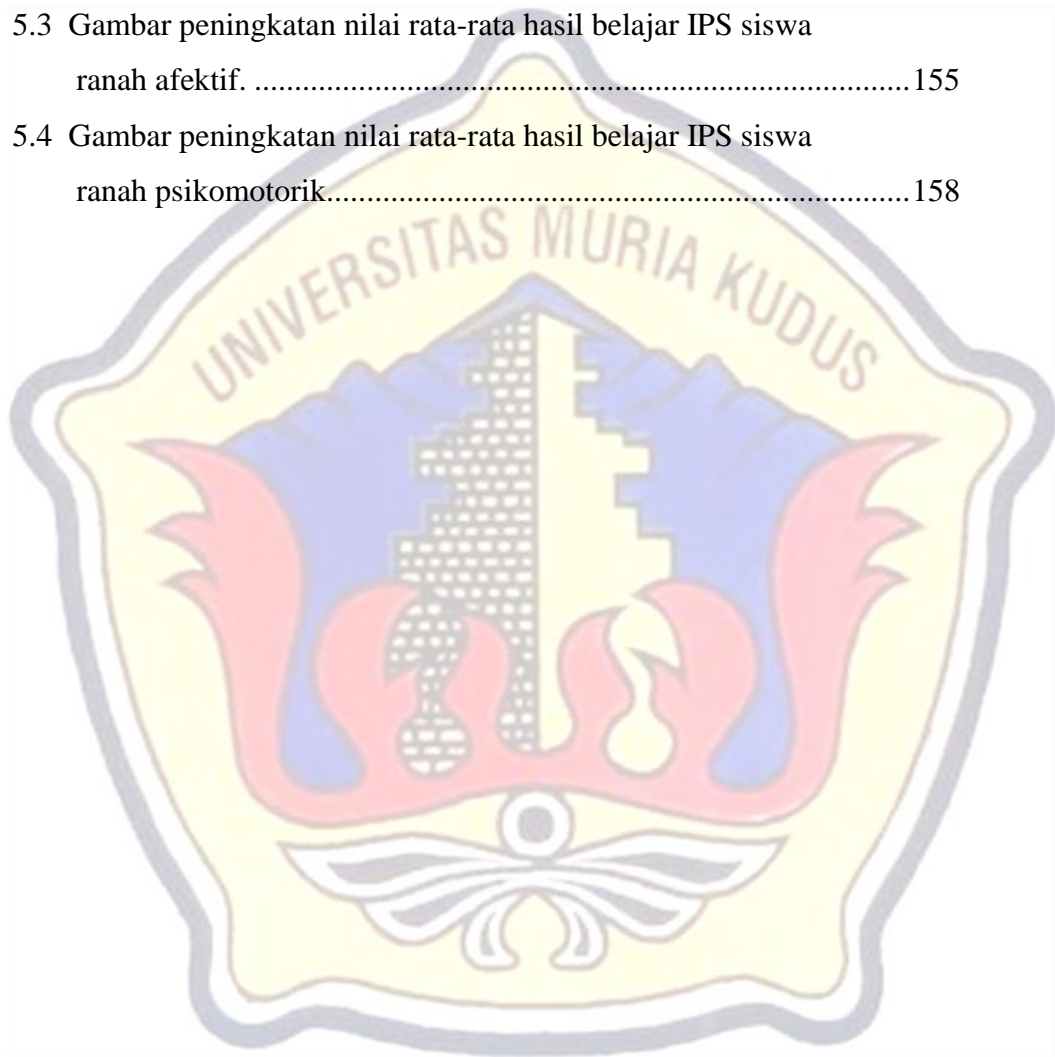 5.3 Gambar peningkatan nilai rata-rata hasil belajar IPS siswa
ranah afektif. ................................................................................. 155
5.4 Gambar peningkatan nilai rata-rata hasil belajar IPS siswa
ranah psikomotorik........................................................................ 158
UNIVERSITAS MURIA KUDUS